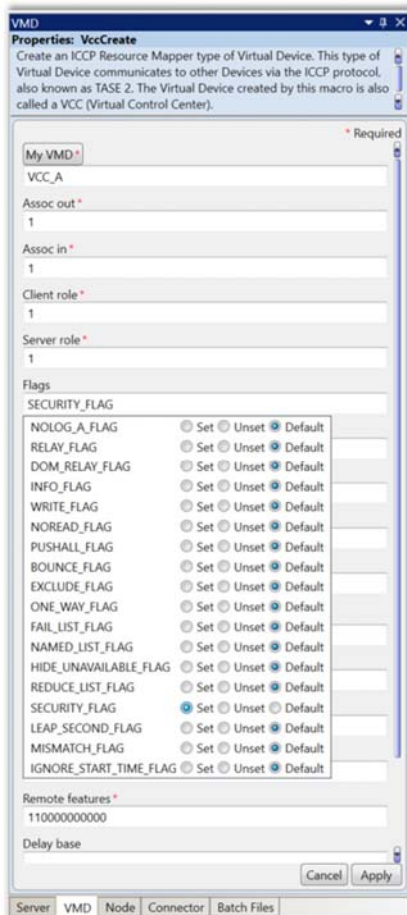 VMD
Properties: VccCreate
Create an ICCP Resource Mapper type of Virtual Device. This type of
Virtual Device communicates to other Devices via the ICCP protocol,
also known as TASE 2. The Virtual Device created by this macro is also
called a VCC (Virtual Control Center).
* Required
My VMD *
VCC_A
Assoc out *
1
Assoc in *
1
Client role *
1
Server role *
1
Flags
SECURITY_FLAG
NOLOG_A_FLAG Set Unset Default
RELAY_FLAG Set Unset Default
DOM_RELAY_FLAG Set Unset Default
INFO_FLAG Set Unset Default
WRITE_FLAG Set Unset Default
NOREAD_FLAG Set Unset Default
PUSHALL_FLAG Set Unset Default
BOUNCE_FLAG Set Unset Default
EXCLUDE_FLAG Set Unset Default
ONE_WAY_FLAG Set Unset Default
FAIL_LIST_FLAG Set Unset Default
NAMED_LIST_FLAG Set Unset Default
HIDE_UNAVAILABLE_FLAG Set Unset Default
REDUCE_LIST_FLAG Set Unset Default
SECURITY_FLAG Set Unset Default
LEAP_SECOND_FLAG Set Unset Default
MISMATCH_FLAG Set Unset Default
IGNORE_START_TIME_FLAG Set Unset Default
Remote features *
110000000000
Delay base
Cancel Apply
Server VMD Node Connector Batch Files